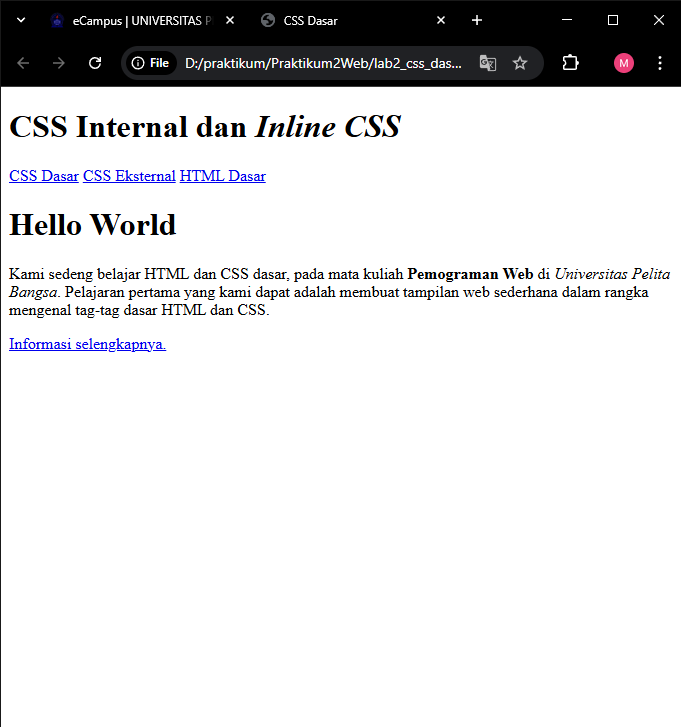 eCampus | UNIVERSITAS P
CSS Dasar
File
D:/praktikum/Praktikum2Web/lab2_css_das...
M
CSS Internal dan Inline CSS
CSS Dasar CSS Eksternal HTML Dasar
Hello World
Kami sedeng belajar HTML dan CSS dasar, pada mata kuliah Pemograman Web di Universitas Pelita
Bangsa. Pelajaran pertama yang kami dapat adalah membuat tampilan web sederhana dalam rangka
mengenal tag-tag dasar HTML dan CSS.
Informasi selengkapnya.